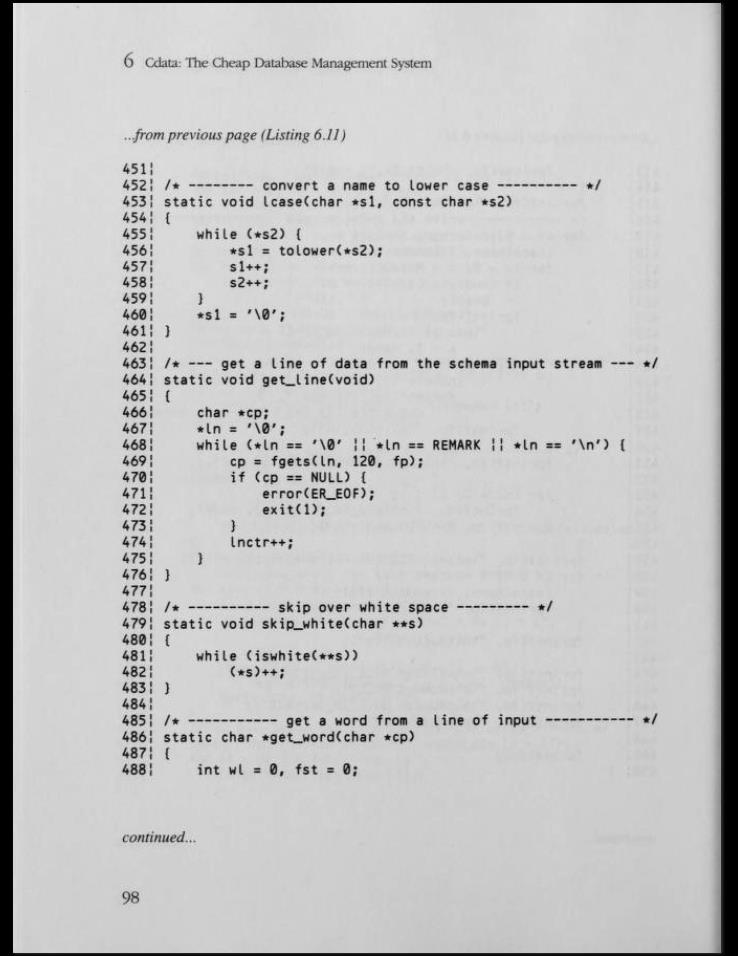 6 Cdata: The Cheap Database Management System
...from previous page (Listing 6.11)
451¦
452¦ /* -------- convert a name to lower case ---------- */
453¦ static void lcase(char *s1, const char *s2)
454¦ {
455¦     while (*s2) {
456¦         *s1 = tolower(*s2);
457¦         s1++;
458¦         s2++;
459¦     }
460¦     *s1 = '\0';
461¦ }
462¦
463¦ /* --- get a line of data from the schema input stream --- */
464¦ static void get_line(void)
465¦ {
466¦     char *cp;
467¦     *ln = '\0';
468¦     while (*ln == '\0' ¦¦ *ln == REMARK ¦¦ *ln == '\n') {
469¦         cp = fgets(ln, 120, fp);
470¦         if (cp == NULL) {
471¦             error(ER_EOF);
472¦             exit(1);
473¦         }
474¦         lnctr++;
475¦     }
476¦ }
477¦
478¦ /* ---------- skip over white space --------- */
479¦ static void skip_white(char **s)
480¦ {
481¦     while (iswhite(**s))
482¦         (*s)++;
483¦ }
484¦
485¦ /* ----------- get a word from a line of input ----------- */
486¦ static char *get_word(char *cp)
487¦ {
488¦     int wl = 0, fst = 0;
continued...
98